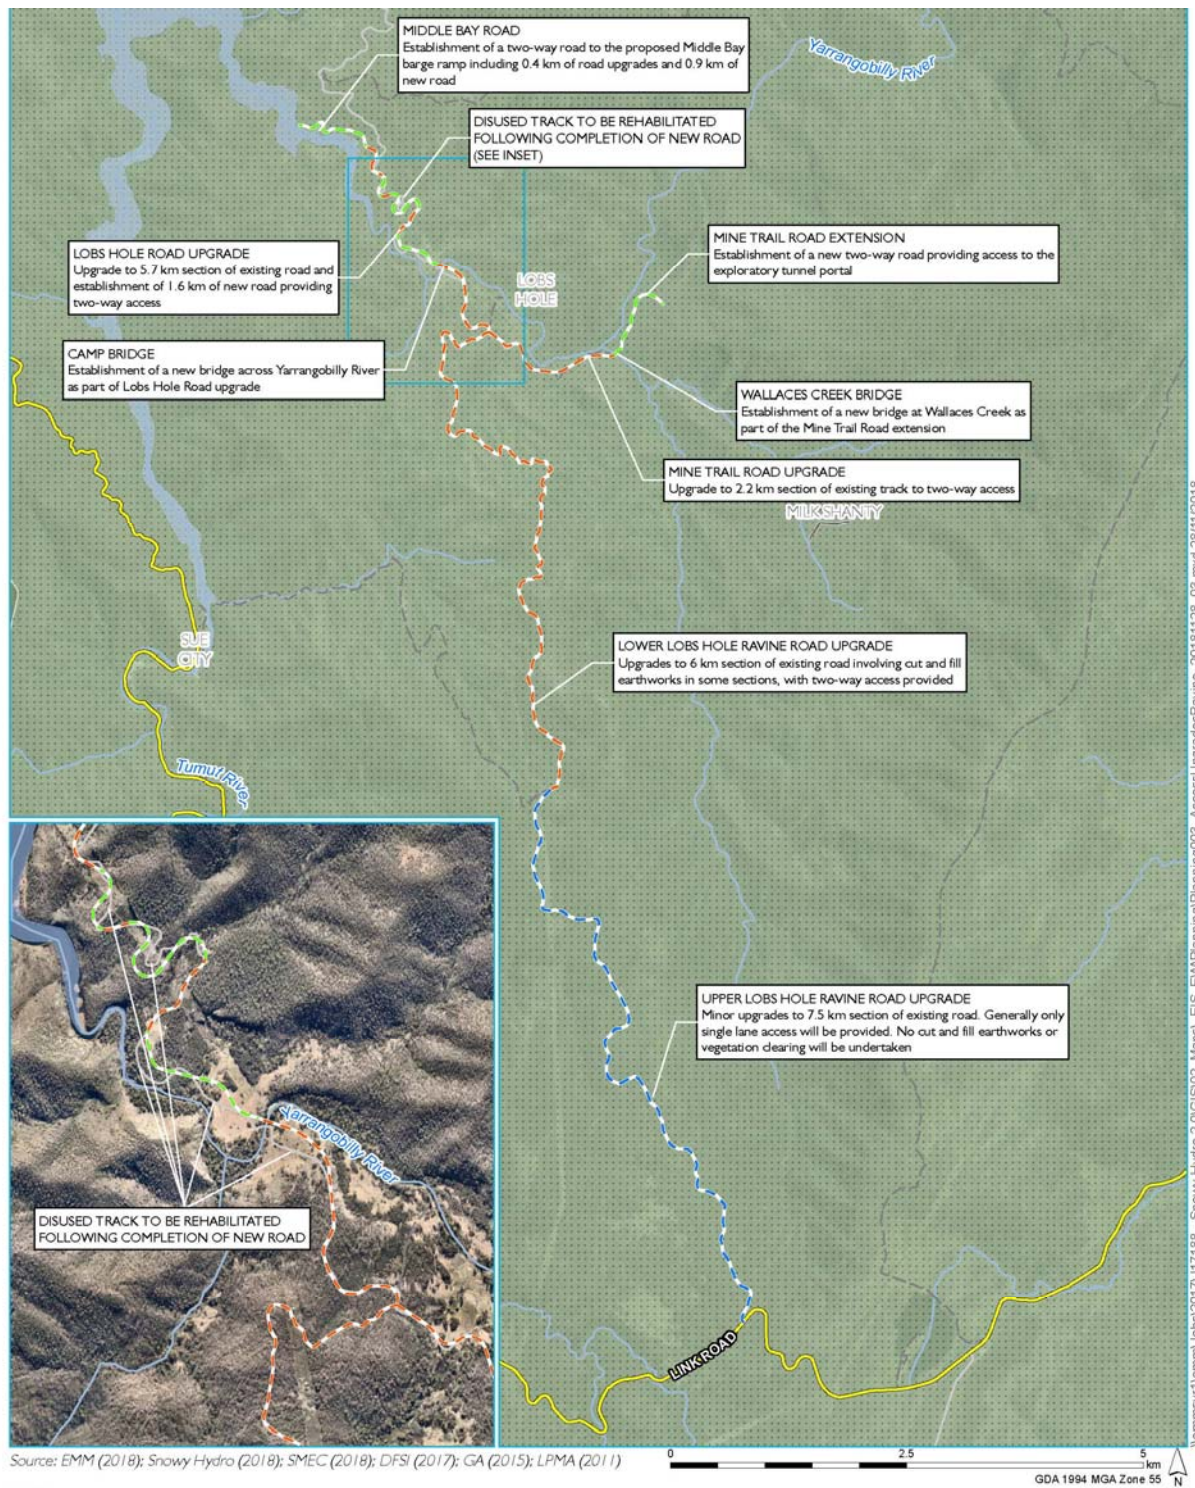 MIDDLE BAY ROAD
Establishment of a two-way road to the proposed Middle Bay
barge ramp including 0.4 km of road upgrades and 0.9 km of
new road
Yarrangobilly River
DISUSED TRACK TO BE REHABILITATED
FOLLOWING COMPLETION OF NEW ROAD
(SEE INSET)
LOBS HOLE ROAD UPGRADE
Upgrade to 5.7 km section of existing road and
establishment of 1.6 km of new road providing
two-way access
MINE TRAIL ROAD EXTENSION
Establishment of a new two-way road providing access to the
exploratory tunnel portal
LOBS
HOLE
CAMP BRIDGE
Establishment of a new bridge across Yarrangobilly River
as part of Lobs Hole Road upgrade
WALLACES CREEK BRIDGE
Establishment of a new bridge at Wallaces Creek as
part of the Mine Trail Road extension
MINE TRAIL ROAD UPGRADE
Upgrade to 2.2 km section of existing track to two-way access
MILK SHANTY
SUE
CITY
LOWER LOBS HOLE RAVINE ROAD UPGRADE
Upgrades to 6 km section of existing road involving cut and fill
earthworks in some sections, with two-way access provided
Tumut River
UPPER LOBS HOLE RAVINE ROAD UPGRADE
Minor upgrades to 7.5 km section of existing road. Generally only
single lane access will be provided. No cut and fill earthworks or
vegetation clearing will be undertaken
Yarrangobilly River
DISUSED TRACK TO BE REHABILITATED
FOLLOWING COMPLETION OF NEW ROAD
LINK ROAD
Source: EMM (2018); Snowy Hydro (2018); SMEC (2018); DFSI (2017); GA (2015); LPMA (2011)
0 2.5 5
km
GDA 1994 MGA Zone 55
N